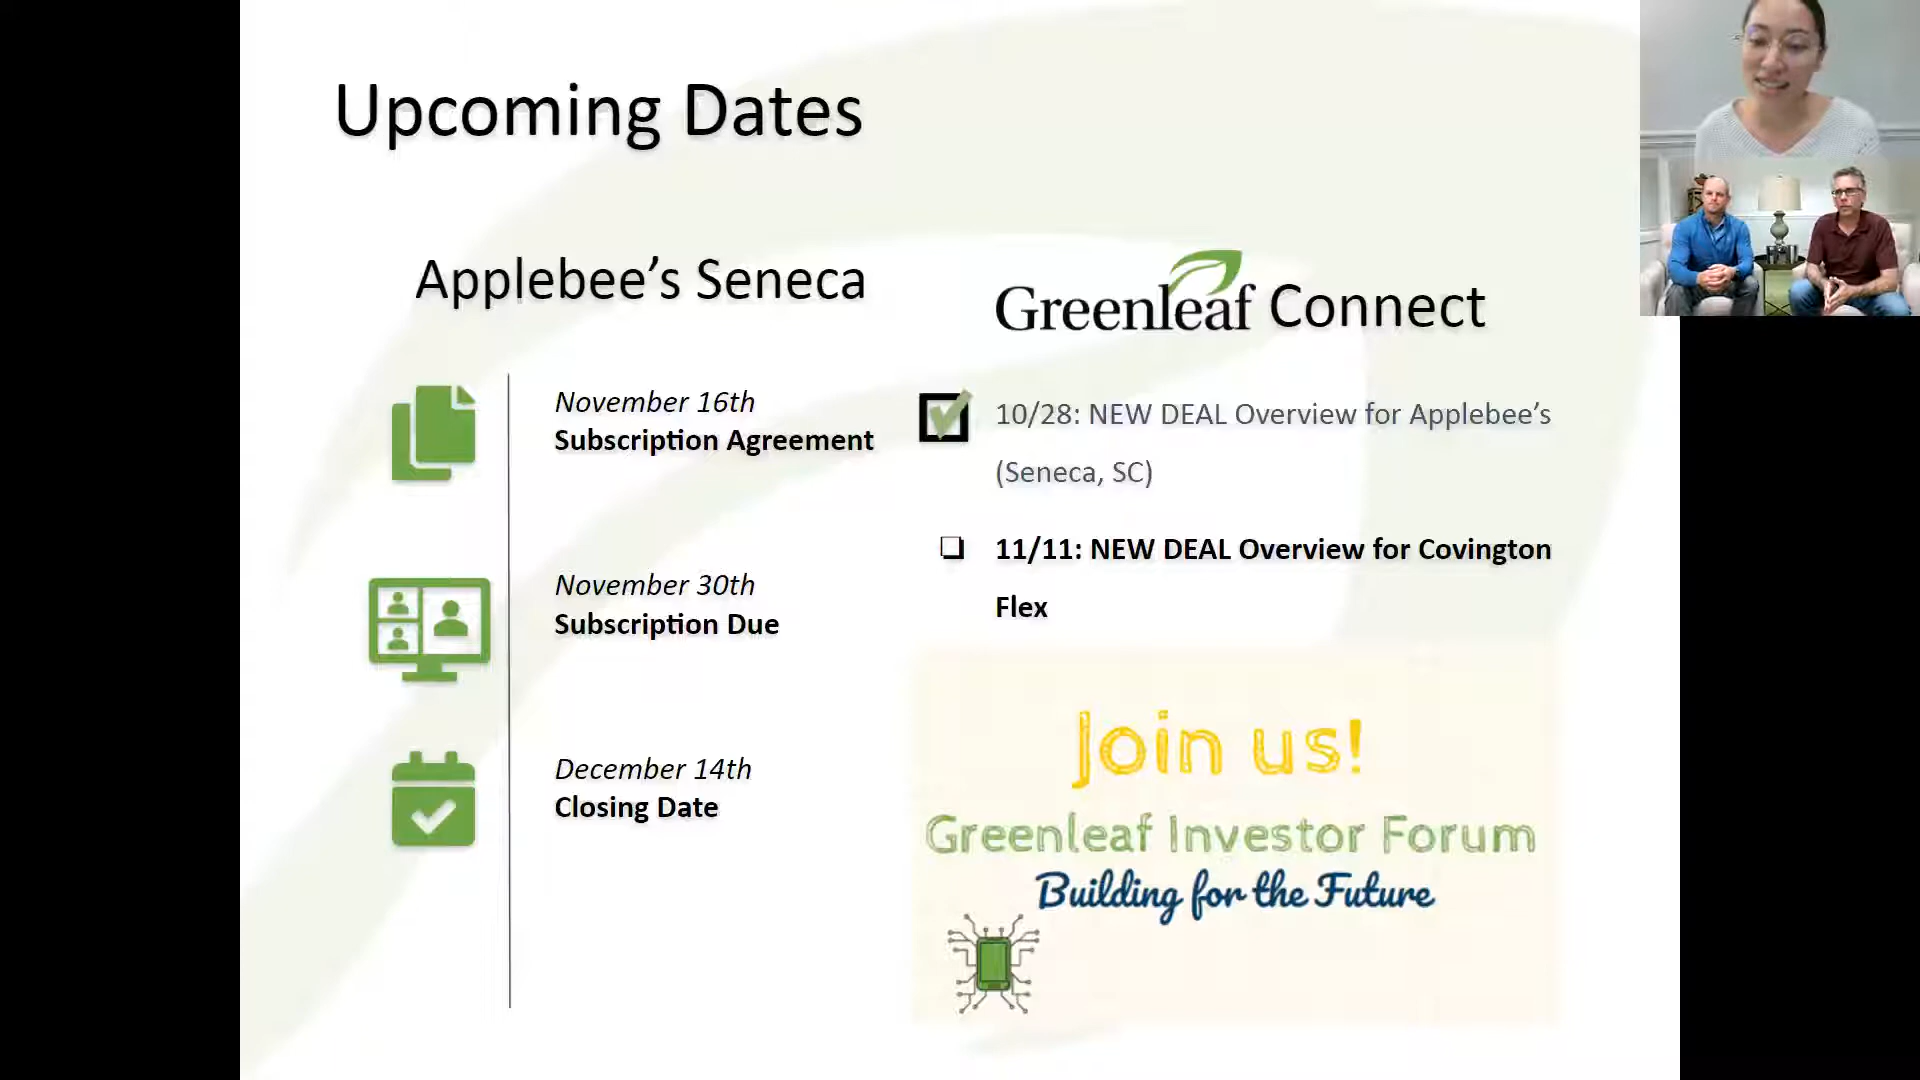 Upcoming Dates
Applebee’s Seneca
November 16th
Subscription Agreement
November 30th
Subscription Due
December 14th
Closing Date
Greenleaf Connect
10/28: NEW DEAL Overview for Applebee’s
(Seneca, SC)
11/11: NEW DEAL Overview for Covington
Flex
Join us!
Greenleaf Investor Forum
Building for the Future